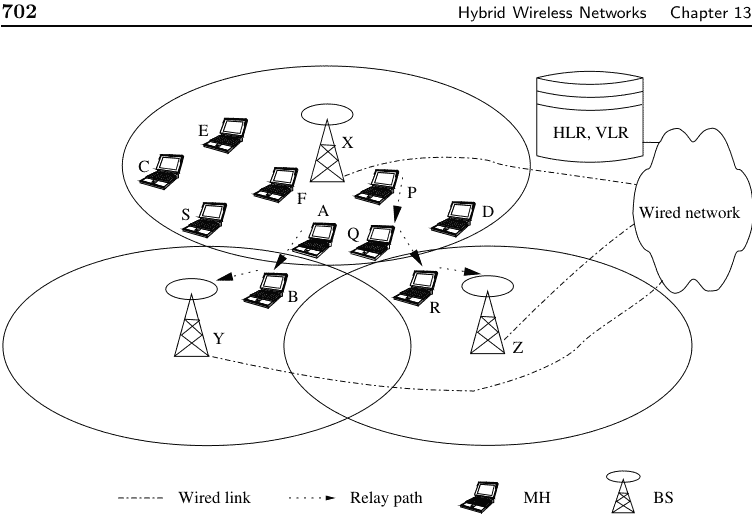 702 Hybrid Wireless Networks Chapter 13
E
X
HLR, VLR
C
F
P
S
A
D
Wired network
Q
B
R
Y
Z
Wired link Relay path MH BS